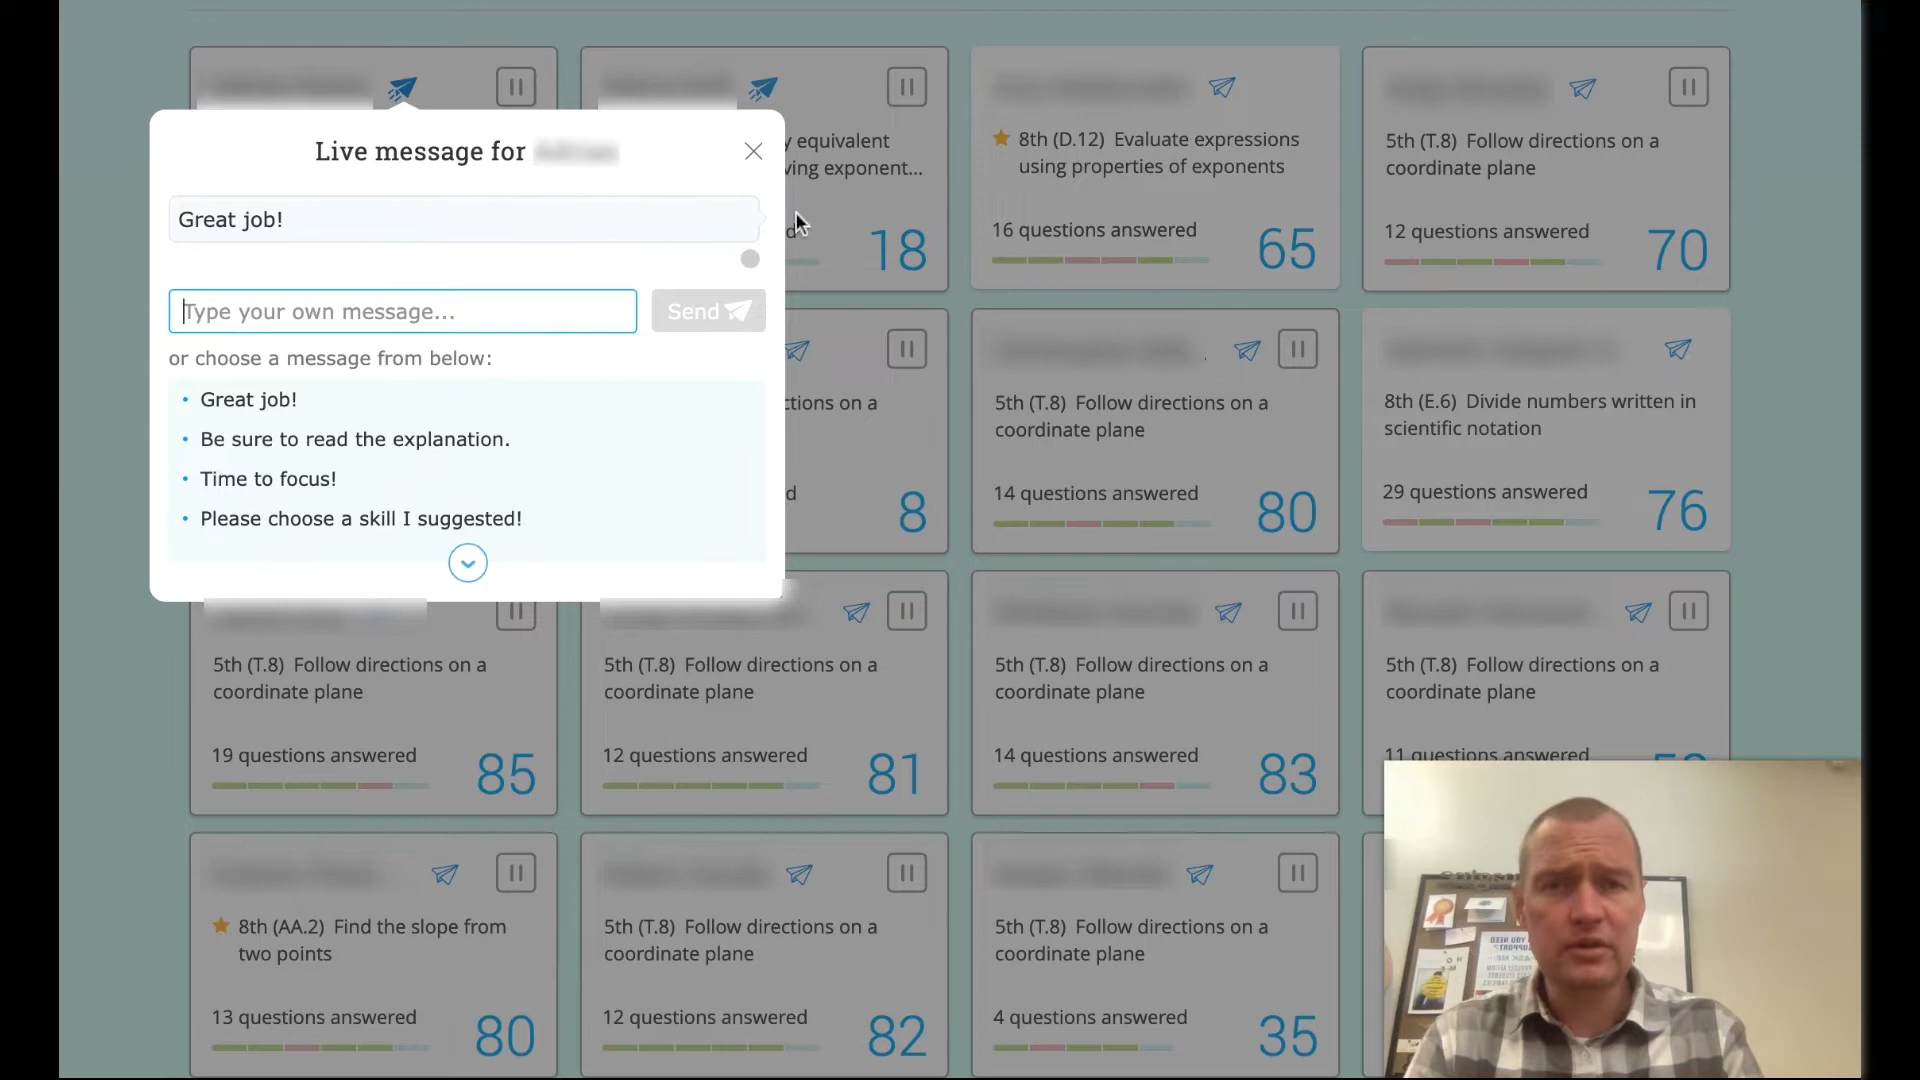 Live message for
Great job!
Type your own message...
Send
or choose a message from below:
Great job!
Be sure to read the explanation.
Time to focus!
Please choose a skill I suggested!
y equivalent
ving exponent...
d
18
8th (D.12) Evaluate expressions
using properties of exponents
16 questions answered
65
5th (T.8) Follow directions on a
coordinate plane
12 questions answered
70
ctions on a
d
8
5th (T.8) Follow directions on a
coordinate plane
14 questions answered
80
8th (E.6) Divide numbers written in
scientific notation
29 questions answered
76
5th (T.8) Follow directions on a
coordinate plane
19 questions answered
85
5th (T.8) Follow directions on a
coordinate plane
12 questions answered
81
5th (T.8) Follow directions on a
coordinate plane
14 questions answered
83
5th (T.8) Follow directions on a
coordinate plane
11 questions answered
8th (AA.2) Find the slope from
two points
13 questions answered
80
5th (T.8) Follow directions on a
coordinate plane
12 questions answered
82
5th (T.8) Follow directions on a
coordinate plane
4 questions answered
35